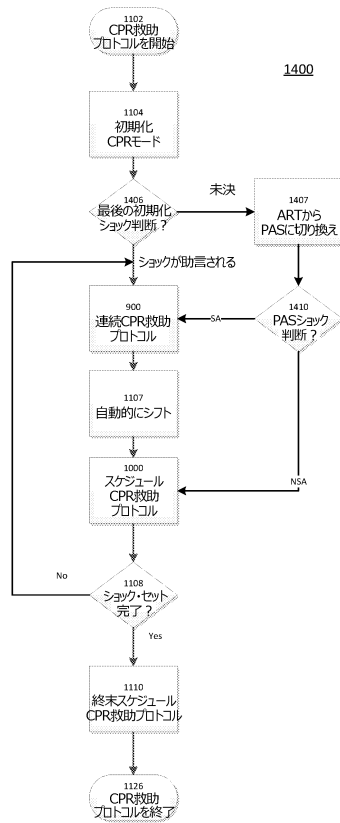 1102
CPR救助
プロトコルを開始
1400
1104
初期化
CPRモード
1406
最後の初期化
ショック判断？
未決
1407
ARTから
PASに切り換え
ショックが助言される
900
連続CPR救助
プロトコル
SA
1410
PASショック
判断？
1107
自動的にシフト
1000
スケジュール
CPR救助
プロトコル
NSA
No
1108
ショック・セット
完了？
Yes
1110
終末スケジュール
CPR救助プロトコル
1126
CPR救助
プロトコルを終了